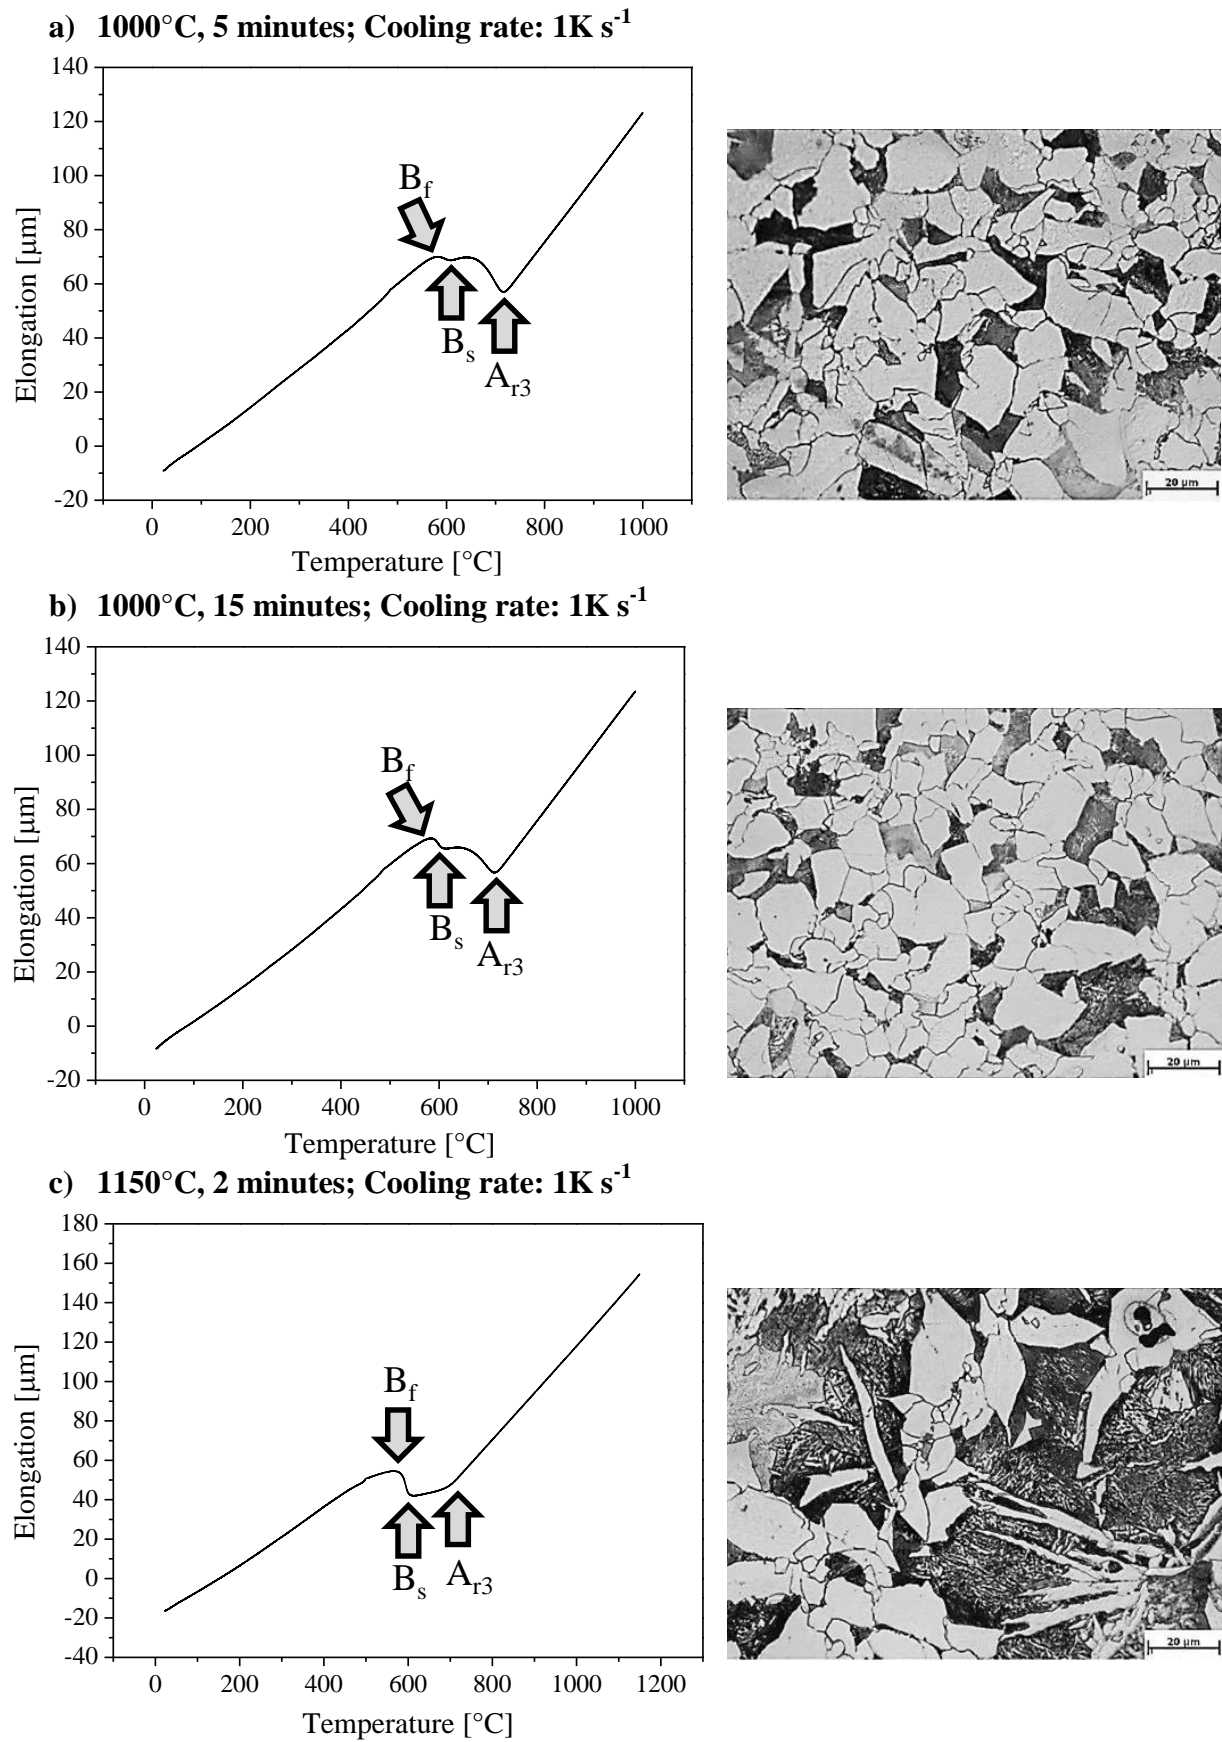 a) 1000°C, 5 minutes; Cooling rate: 1K s-1
140
120
100
80
60
40
20
0
-20
Elongation [µm]
Bf
Bs
Ar3
0 200 400 600 800 1000
Temperature [°C]
20 µm
b) 1000°C, 15 minutes; Cooling rate: 1K s-1
140
120
100
80
60
40
20
0
-20
Elongation [µm]
Bf
Bs
Ar3
0 200 400 600 800 1000
Temperature [°C]
20 µm
c) 1150°C, 2 minutes; Cooling rate: 1K s-1
180
160
140
120
100
80
60
40
20
0
-20
-40
Elongation [µm]
Bf
Bs
Ar3
0 200 400 600 800 1000 1200
Temperature [°C]
20 µm